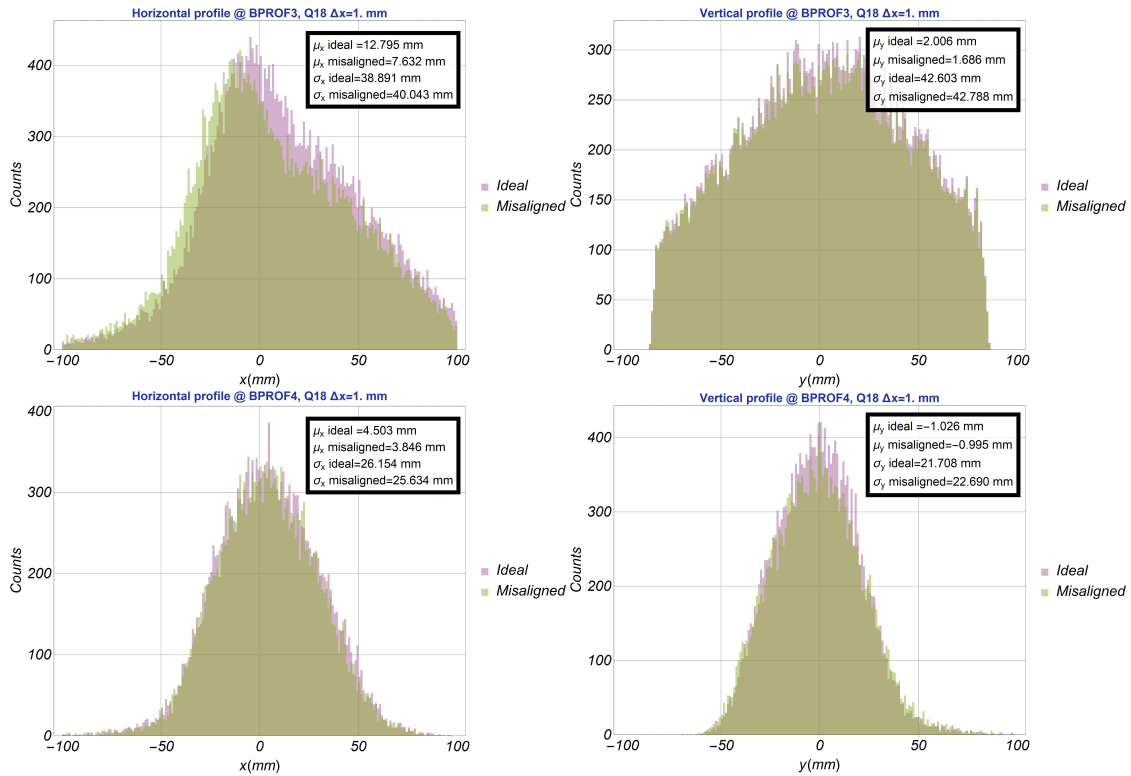 Horizontal profile @ BPROF3, Q18 Δx=1. mm
μx ideal =12.795 mm
μx misaligned=7.632 mm
σx ideal=38.891 mm
σx misaligned=40.043 mm
Counts
400
300
200
100
0
−100
−50
0
50
100
x(mm)
Ideal
Misaligned
Vertical profile @ BPROF3, Q18 Δx=1. mm
μy ideal =2.006 mm
μy misaligned=1.686 mm
σy ideal=42.603 mm
σy misaligned=42.788 mm
Counts
300
250
200
150
100
50
0
−100
−50
0
50
100
y(mm)
Ideal
Misaligned
Horizontal profile @ BPROF4, Q18 Δx=1. mm
μx ideal =4.503 mm
μx misaligned=3.846 mm
σx ideal=26.154 mm
σx misaligned=25.634 mm
Counts
400
300
200
100
0
−100
−50
0
50
100
x(mm)
Ideal
Misaligned
Vertical profile @ BPROF4, Q18 Δx=1. mm
μy ideal =−1.026 mm
μy misaligned=−0.995 mm
σy ideal=21.708 mm
σy misaligned=22.690 mm
Counts
400
300
200
100
0
−100
−50
0
50
100
y(mm)
Ideal
Misaligned